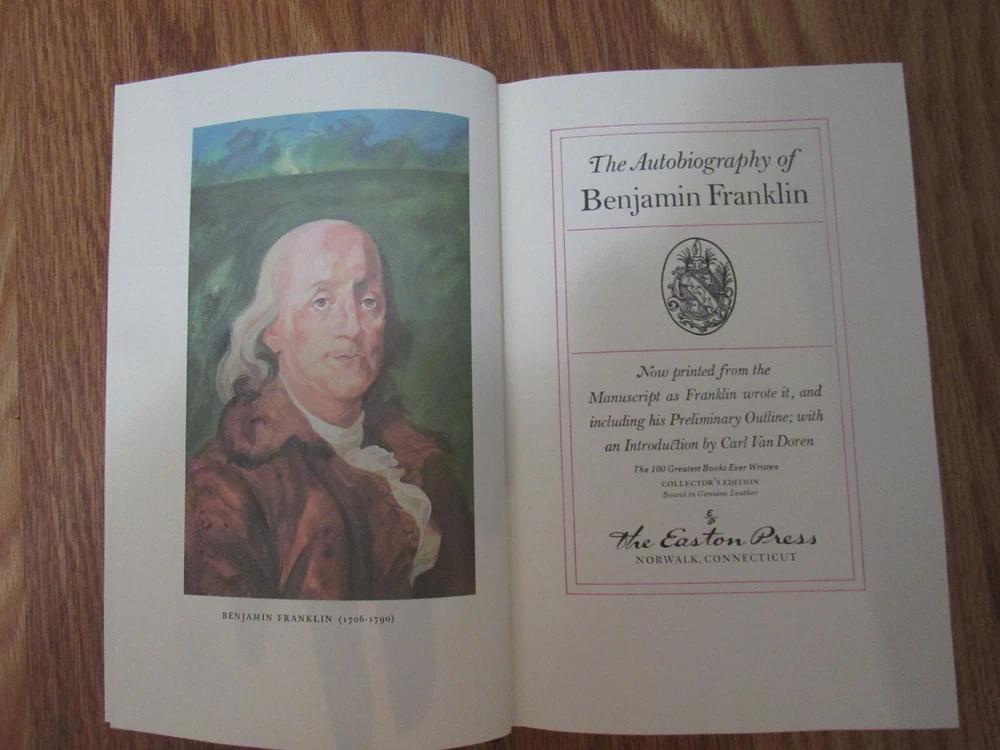 BENJAMIN FRANKLIN (1706-1790)
The Autobiography of
Benjamin Franklin
Now printed from the
Manuscript as Franklin wrote it, and
including his Preliminary Outline; with
an Introduction by Carl Van Doren
The 100 Greatest Books Ever Written
COLLECTOR'S EDITION
Bound in Genuine Leather
the Easton Press
NORWALK, CONNECTICUT